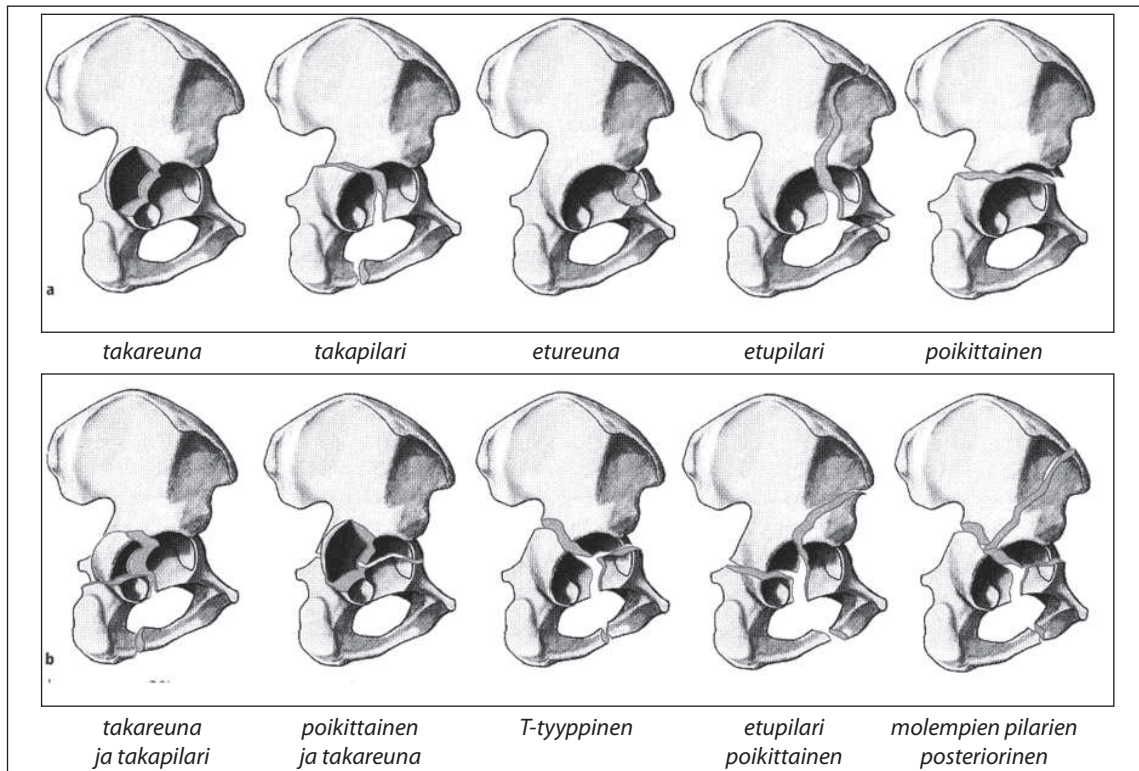 a
takareuna takapilari etureuna etupilari poikittainen
b
takareuna poikittainen T-tyyppinen etupilari molempien pilarien
ja takapilari ja takareuna poikittainen posteriorinen